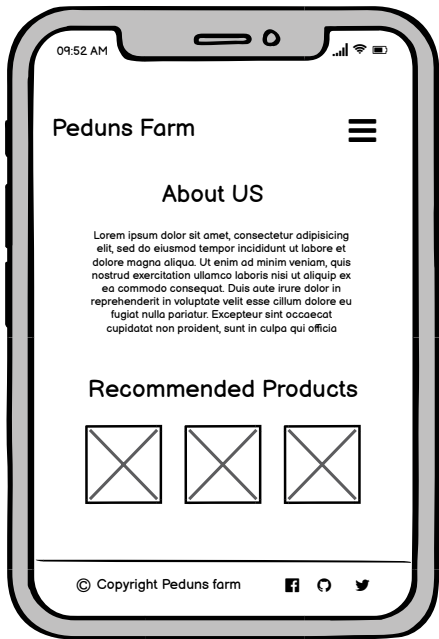 09:52 AM
Peduns Farm
About US
Lorem ipsum dolor sit amet, consectetur adipisicing
elit, sed do eiusmod tempor incididunt ut labore et
dolore magna aliqua. Ut enim ad minim veniam, quis
nostrud exercitation ullamco laboris nisi ut aliquip ex
ea commodo consequat. Duis aute irure dolor in
reprehenderit in voluptate velit esse cillum dolore eu
fugiat nulla pariatur. Excepteur sint occaecat
cupidatat non proident, sunt in culpa qui officia
Recommended Products
© Copyright Peduns farm